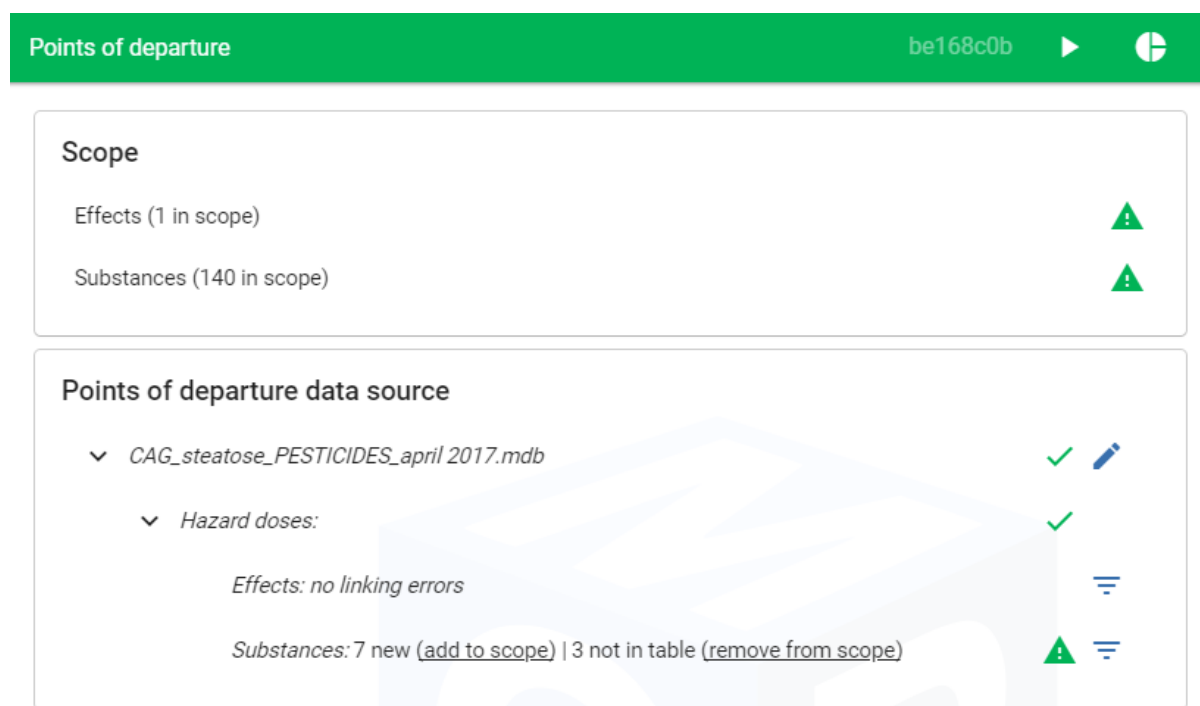 Points of departure be168c0b
Scope
Effects (1 in scope)
Substances (140 in scope)
Points of departure data source
CAG_steatose_PESTICIDES_april 2017.mdb
Hazard doses:
Effects: no linking errors
Substances: 7 new (add to scope) | 3 not in table (remove from scope)